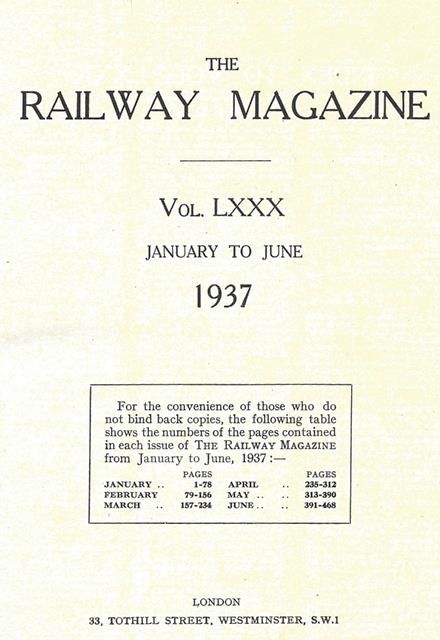 THE
RAILWAY MAGAZINE
VOL. LXXX
JANUARY TO JUNE
1937
For the convenience of those who do
not bind back copies, the following table
shows the numbers of the pages contained
in each issue of THE RAILWAY MAGAZINE
from January to June, 1937 :—
PAGES PAGES
JANUARY .. 1-78 APRIL .. 235-312
FEBRUARY 79-156 MAY .. .. 313-390
MARCH .. 157-234 JUNE .. .. 391-468
LONDON
33, TOTHILL STREET, WESTMINSTER, S.W.1